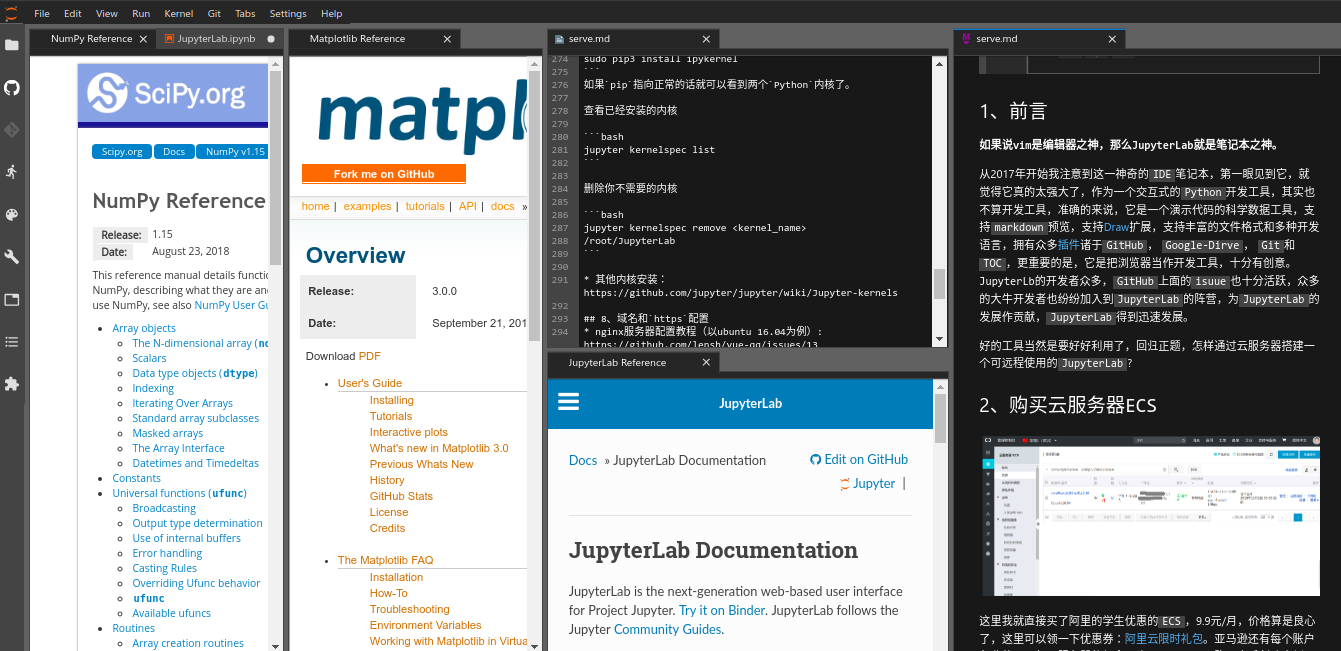 File Edit View Run Kernel Git Tabs Settings Help
NumPy Reference
JupyterLab.ipynb
SciPy.org
Scipy.org
Docs
NumPy v1.15
NumPy Reference
Release: 1.15
Date: August 23, 2018
This reference manual details functio
NumPy, describing what they are and
use NumPy, see also NumPy User Gu
Array objects
The N-dimensional array (nd
Scalars
Data type objects (dtype)
Indexing
Iterating Over Arrays
Standard array subclasses
Masked arrays
The Array Interface
Datetimes and Timedeltas
Constants
Universal functions (ufunc)
Broadcasting
Output type determination
Use of internal buffers
Error handling
Casting Rules
Overriding Ufunc behavior
ufunc
Available ufuncs
Routines
Array creation routines
Matplotlib Reference
matpl
Fork me on GitHub
home | examples | tutorials | API | docs »
Overview
Release: 3.0.0
Date: September 21, 201
Download PDF
User's Guide
Installing
Tutorials
Interactive plots
What's new in Matplotlib 3.0
Previous Whats New
History
GitHub Stats
License
Credits
The Matplotlib FAQ
Installation
How-To
Troubleshooting
Environment Variables
Working with Matplotlib in Virtua
serve.md
274 sudo pip3 install ipykernel
275 ```
276 如果`pip`指向正常的话就可以看到两个`Python`内核了。
277
278 查看已经安装的内核
279
280 ```bash
281 jupyter kernelspec list
282 ```
283
284 删除你不需要的内核
285
286 ```bash
287 jupyter kernelspec remove <kernel_name>
288 /root/JupyterLab
289 ```
290
291 * 其他内核安装：
https://github.com/jupyter/jupyter/wiki/Jupyter-kernels
292
293 ## 8、域名和`https`配置
294 * nginx服务器配置教程（以ubuntu 16.04为例）:
https://github.com/lensh/vue-qq/issues/13
JupyterLab Reference
JupyterLab
Docs » JupyterLab Documentation
Edit on GitHub
Jupyter |
JupyterLab Documentation
JupyterLab is the next-generation web-based user interface
for Project Jupyter. Try it on Binder. JupyterLab follows the
Jupyter Community Guides.
serve.md
1、前言
如果说vim是编辑器之神，那么JupyterLab就是笔记本之神。
从2017年开始我注意到这一神奇的IDE笔记本，第一眼见到它，就
觉得它真的太强大了，作为一个交互式的Python开发工具，其实也
不算开发工具，准确的来说，它是一个演示代码的科学数据工具，支
持markdown预览，支持Draw扩展，支持丰富的文件格式和多种开发
语言，拥有众多插件诸于GitHub， Google-Dirve， Git和
TOC，更重要的是，它是把浏览器当作开发工具，十分有创意。
JupyterLb的开发者众多，GitHub上面的isuue也十分活跃，众多
的大牛开发者也纷纷加入到JupyterLab的阵营，为JupyterLab的
发展作贡献，JupyterLab得到迅速发展。
好的工具当然是要好好利用了，回归正题，怎样通过云服务器搭建一
个可远程使用的JupyterLab？
2、购买云服务器ECS
这里我就直接买了阿里的学生优惠的ECS，9.9元/月，价格算是良心
了，这里可以领一下优惠券：阿里云限时礼包。亚马逊还有每个账户